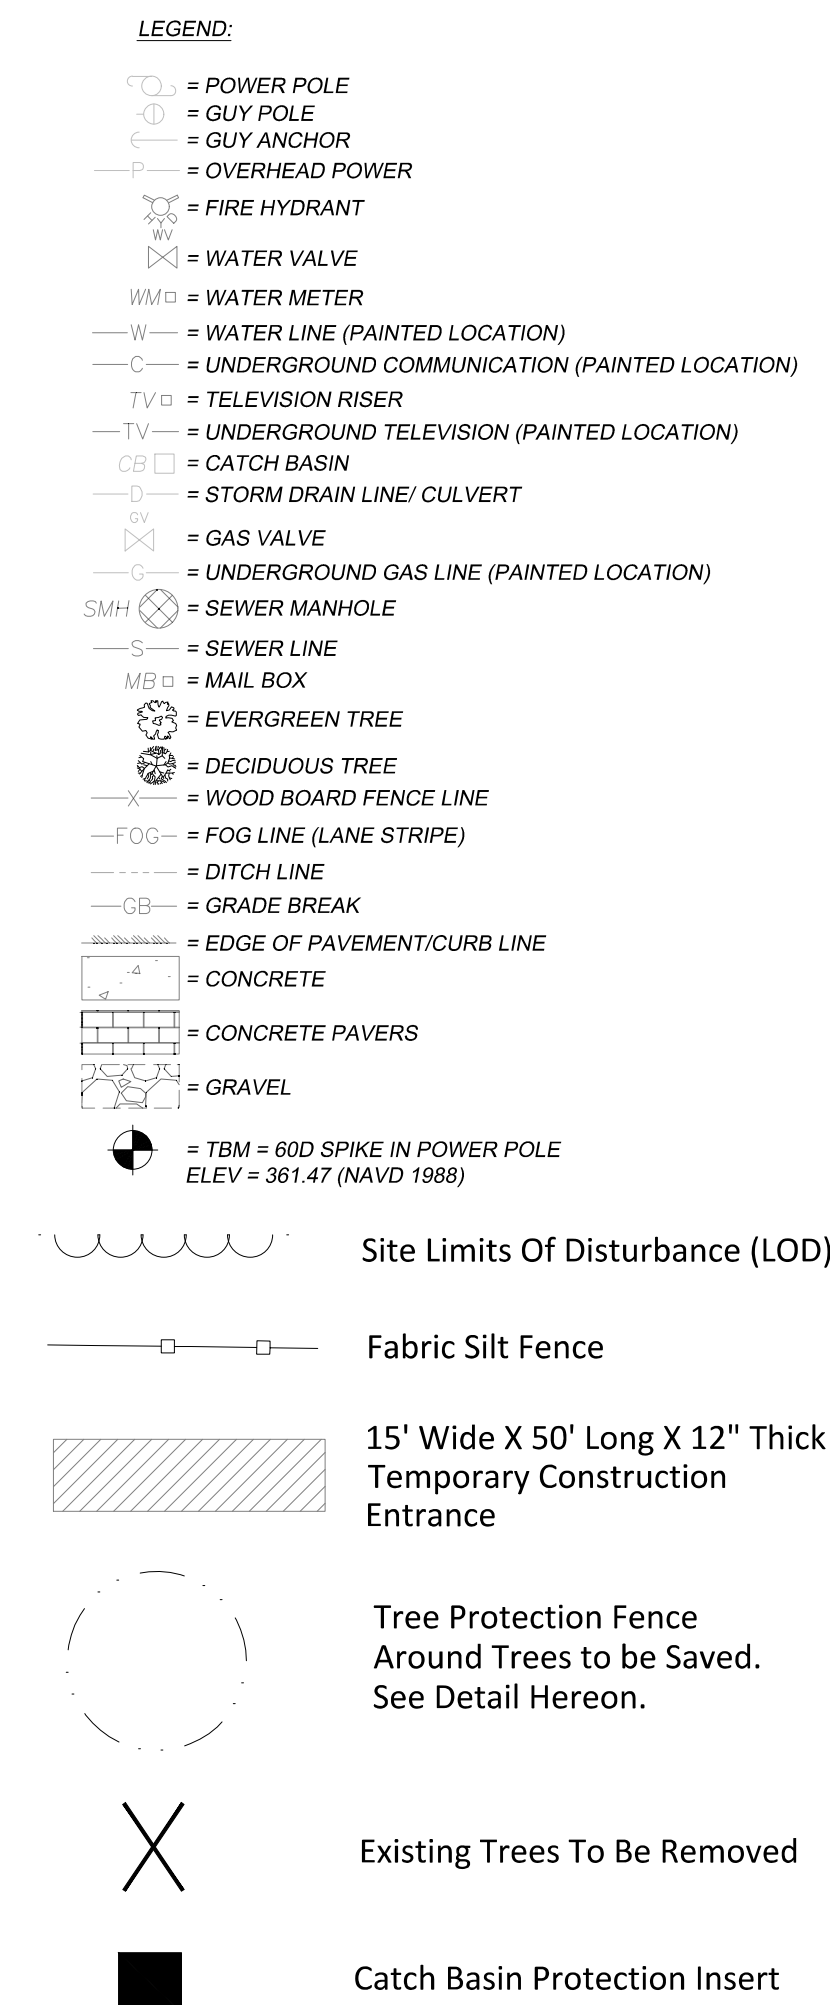 LEGEND:
= POWER POLE
= GUY POLE
= GUY ANCHOR
P = OVERHEAD POWER
HYD = FIRE HYDRANT
WV
= WATER VALVE
WM = WATER METER
W = WATER LINE (PAINTED LOCATION)
C = UNDERGROUND COMMUNICATION (PAINTED LOCATION)
TV = TELEVISION RISER
TV = UNDERGROUND TELEVISION (PAINTED LOCATION)
CB = CATCH BASIN
D = STORM DRAIN LINE/ CULVERT
GV
= GAS VALVE
G = UNDERGROUND GAS LINE (PAINTED LOCATION)
SMH = SEWER MANHOLE
S = SEWER LINE
MB = MAIL BOX
= EVERGREEN TREE
= DECIDUOUS TREE
X = WOOD BOARD FENCE LINE
FOG = FOG LINE (LANE STRIPE)
= DITCH LINE
GB = GRADE BREAK
= EDGE OF PAVEMENT/CURB LINE
= CONCRETE
= CONCRETE PAVERS
= GRAVEL
= TBM = 60D SPIKE IN POWER POLE
ELEV = 361.47 (NAVD 1988)
Site Limits Of Disturbance (LOD)
Fabric Silt Fence
15' Wide X 50' Long X 12" Thick
Temporary Construction
Entrance
Tree Protection Fence
Around Trees to be Saved.
See Detail Hereon.
Existing Trees To Be Removed
Catch Basin Protection Insert